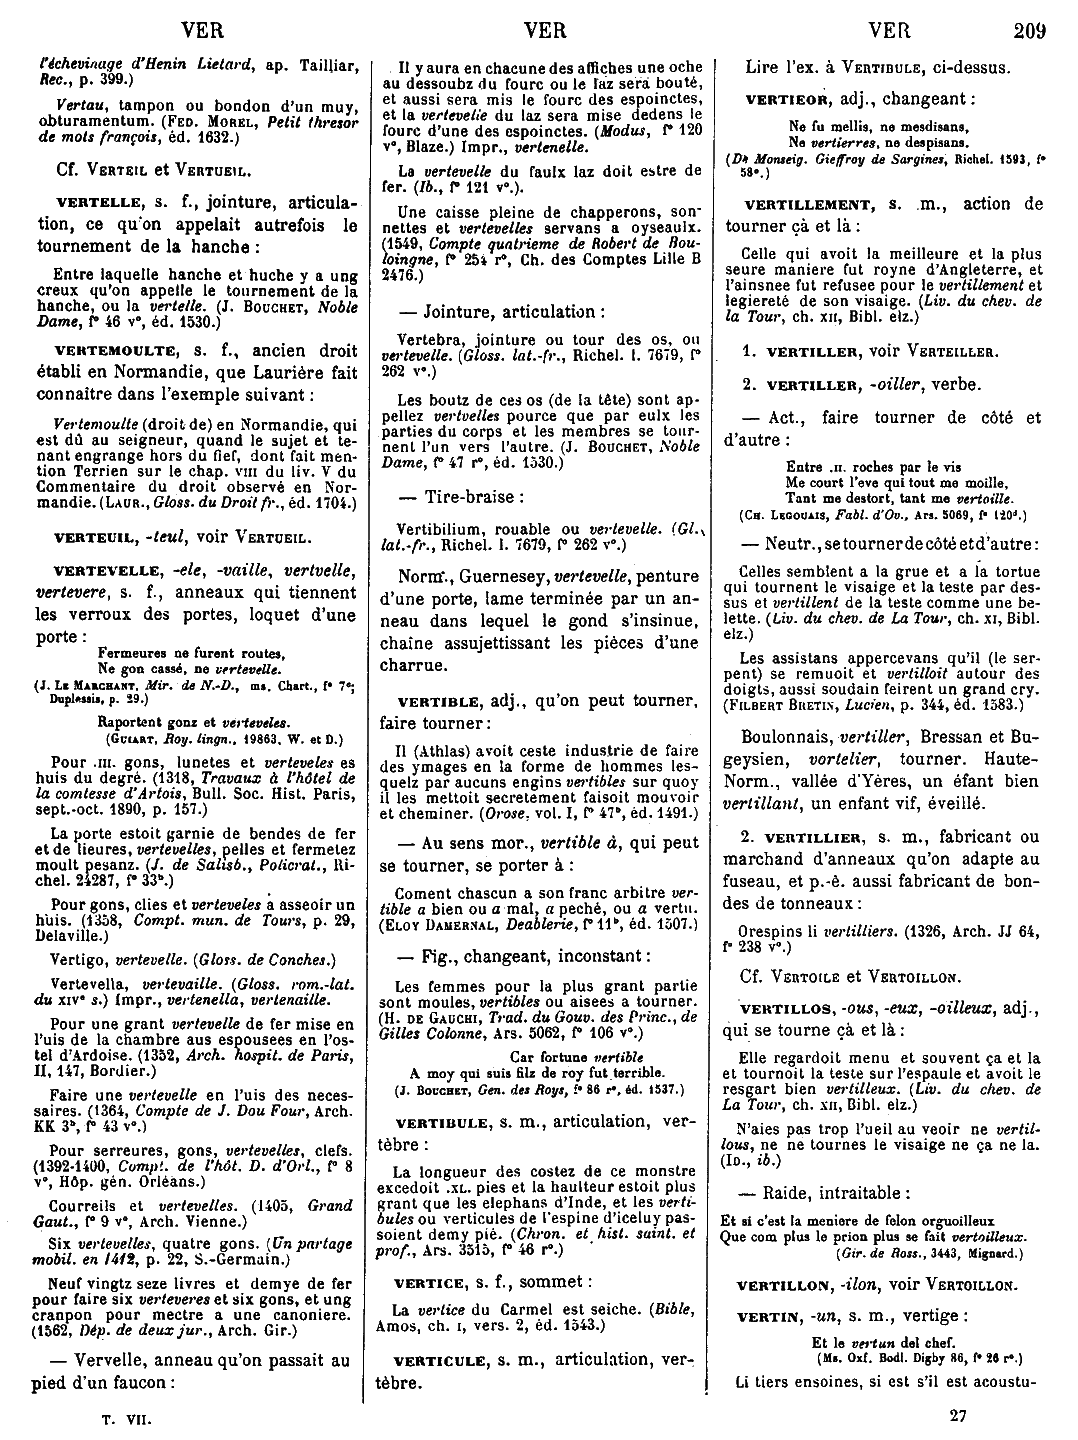 VER
VER
VER
209
l'échevinage d'Henin Lietard, ap. Tailliar,
Rec., p. 399.)
Vertau, tampon ou bondon d'un muy,
obturamentum. (FED. MOREL, Petit thresor
de mots françois, éd. 1632.)
Cf. VERTEIL et VERTUEIL.
VERTELLE, s. f., jointure, articula-
tion, ce qu'on appelait autrefois le
tournement de la hanche :
Entre laquelle hanche et huche y a ung
creux qu'on appelle le tournement de la
hanche, ou la vertelle. (J. BOUCHET, Noble
Dame, f° 46 v°, éd. 1530.)
VERTEMOULTE, s. f., ancien droit
établi en Normandie, que Laurière fait
connaître dans l'exemple suivant :
Vertemoulte (droit de) en Normandie, qui
est dû au seigneur, quand le sujet et te-
nant engrange hors du fief, dont fait men-
tion Terrien sur le chap. VIII du liv. V du
Commentaire du droit observé en Nor-
mandie. (LAUR., Gloss. du Droit fr., éd. 1704.)
VERTEUIL, -teul, voir VERTUEIL.
VERTEVELLE, -ele, -vaille, vertvelle,
vertevere, s. f., anneaux qui tiennent
les verroux des portes, loquet d'une
porte :
Fermeures ne furent routes,
Ne gon cassé, ne vertevelle.
(J. LE MARCHANT, Mir. de N.-D., ms. Chart., f° 7°;
Duplessis, p. 29.)
Raportent gonz et verteveles.
(GUIART, Roy. lingn., 19863, W. et D.)
Pour .III. gons, lunetes et verteveles es
huis du degré. (1318, Travaux à l'hôtel de
la comtesse d'Artois, Bull. Soc. Hist. Paris,
sept.-oct. 1890, p. 157.)
La porte estoit garnie de bendes de fer
et de lieures, vertevelles, pelles et fermetez
moult pesanz. (J. de Salisb., Policrat., Ri-
chel. 24287, f° 33ᵇ.)
Pour gons, clies et verteveles a asseoir un
huis. (1358, Compt. mun. de Tours, p. 29,
Delaville.)
Vertigo, vertevelle. (Gloss. de Conches.)
Vertevella, vertevaille. (Gloss. rom.-lat.
du XIVᵉ s.) Impr., vertenella, vertenaille.
Pour une grant vertevelle de fer mise en
l'uis de la chambre aus espousees en l'os-
tel d'Ardoise. (1352, Arch. hospit. de Paris,
II, 147, Bordier.)
Faire une vertevelle en l'uis des neces-
saires. (1364, Compte de J. Dou Four, Arch.
KK 3ᵇ, f° 43 v°.)
Pour serreures, gons, vertevelles, clefs.
(1392-1400, Compt. de l'hôt. D. d'Orl., f° 8
v°, Hôp. gén. Orléans.)
Courreils et vertevelles. (1405, Grand
Gaut., f° 9 v°, Arch. Vienne.)
Six vertevelles, quatre gons. (Un partage
mobil. en 1412, p. 22, S.-Germain.)
Neuf vingtz seze livres et demye de fer
pour faire six verteveres et six gons, et ung
cranpon pour mectre a une canoniere.
(1562, Dép. de deux jur., Arch. Gir.)
— Vervelle, anneau qu'on passait au
pied d'un faucon :
T. VII.
Il y aura en chacune des affiches une oche
au dessoubz du fourc ou le laz sera bouté,
et aussi sera mis le fourc des espoinctes,
et la vertevelle du laz sera mise dedens le
fourc d'une des espoinctes. (Modus, f° 120
v°, Blaze.) Impr., vertenelle.
La vertevelle du faulx laz doit estre de
fer. (Ib., f° 121 v°.).
Une caisse pleine de chapperons, son-
nettes et vertevelles servans a oyseaulx.
(1549, Compte quatrieme de Robert de Bou-
loingne, f° 254 r°, Ch. des Comptes Lille B
2476.)
— Jointure, articulation :
Vertebra, jointure ou tour des os, ou
vertevelle. (Gloss. lat.-fr., Richel. l. 7679, f°
262 v°.)
Les boutz de ces os (de la tête) sont ap-
pellez vertvelles pource que par eulx les
parties du corps et les membres se tour-
nent l'un vers l'autre. (J. BOUCHET, Noble
Dame, f° 47 r°, éd. 1530.)
— Tire-braise :
Vertibilium, rouable ou vertevelle. (Gl.
lat.-fr., Richel. l. 7679, f° 262 v°.)
Norm., Guernesey, vertevelle, penture
d'une porte, lame terminée par un an-
neau dans lequel le gond s'insinue,
chaîne assujettissant les pièces d'une
charrue.
VERTIBLE, adj., qu'on peut tourner,
faire tourner :
Il (Athlas) avoit ceste industrie de faire
des ymages en la forme de hommes les-
quelz par aucuns engins vertibles sur quoy
il les mettoit secretement faisoit mouvoir
et cheminer. (Orose, vol. I, f° 47ᵇ, éd. 1491.)
— Au sens mor., vertible à, qui peut
se tourner, se porter à :
Coment chascun a son franc arbitre ver-
tible a bien ou a mal, a peché, ou a vertu.
(ELOY DAMERNAL, Deablerie, f° 11ᵇ, éd. 1507.)
— Fig., changeant, inconstant :
Les femmes pour la plus grant partie
sont moules, vertibles ou aisees a tourner.
(H. DE GAUCHI, Trad. du Gouv. des Princ., de
Gilles Colonne, Ars. 5062, f° 106 v°.)
Car fortune vertible
A moy qui suis filz de roy fut terrible.
(J. BOUCHET, Gen. des Roys, f° 86 r°, éd. 1537.)
VERTIBULE, s. m., articulation, ver-
tèbre :
La longueur des costez de ce monstre
excedoit .XL. pies et la haulteur estoit plus
grant que les elephans d'Inde, et les verti-
bules ou verticules de l'espine d'iceluy pas-
soient demy pié. (Chron. et hist. saint. et
prof., Ars. 3515, f° 46 r°.)
VERTICE, s. f., sommet :
La vertice du Carmel est seiche. (Bible,
Amos, ch. I, vers. 2, éd. 1543.)
VERTICULE, s. m., articulation, ver-
tèbre.
Lire l'ex. à VERTIBULE, ci-dessus.
VERTIEOR, adj., changeant :
Ne fu mellis, ne mesdisans,
Ne vertierres, ne despisans.
(De Monseig. Gieffroy de Sargines, Richel. 1593, f°
58ᵉ.)
VERTILLEMENT, s. m., action de
tourner çà et là :
Celle qui avoit la meilleure et la plus
seure maniere fut royne d'Angleterre, et
l'ainsnee fut refusee pour le vertillement et
legiereté de son visaige. (Liv. du chev. de
la Tour, ch. XII, Bibl. elz.)
1. VERTILLER, voir VERTEILLER.
2. VERTILLER, -oiller, verbe.
— Act., faire tourner de côté et
d'autre :
Entre .II. roches par le vis
Me court l'eve qui tout me moille,
Tant me destort, tant me vertoille.
(CH. LEGOUAIS, Fabl. d'Ov., Ars. 5069, f° 120ᵈ.)
— Neutr., se tourner de côté et d'autre :
Celles semblent a la grue et a la tortue
qui tournent le visaige et la teste par des-
sus et vertillent de la teste comme une be-
lette. (Liv. du chev. de La Tour, ch. XI, Bibl.
elz.)
Les assistans appercevans qu'il (le ser-
pent) se remuoit et vertilloit autour des
doigts, aussi soudain feirent un grand cry.
(FILBERT BRETIN, Lucien, p. 344, éd. 1583.)
Boulonnais, vertiller, Bressan et Bu-
geysien, vortelier, tourner. Haute-
Norm., vallée d'Yères, un éfant bien
vertillant, un enfant vif, éveillé.
2. VERTILLIER, s. m., fabricant ou
marchand d'anneaux qu'on adapte au
fuseau, et p.-ê. aussi fabricant de bon-
des de tonneaux :
Orespins li vertilliers. (1326, Arch. JJ 64,
f° 238 v°.)
Cf. VERTOILE et VERTOILLON.
VERTILLOS, -ous, -eux, -oilleux, adj.,
qui se tourne çà et là :
Elle regardoit menu et souvent ça et la
et tournoit la teste sur l'espaule et avoit le
resgart bien vertilleux. (Liv. du chev. de
La Tour, ch. XII, Bibl. elz.)
N'aies pas trop l'ueil au veoir ne vertil-
lous, ne ne tournes le visaige ne ça ne la.
(ID., ib.)
— Raide, intraitable :
Et si c'est la meniere de felon orguoilleux
Que com plus le prion plus se fait vertoilleux.
(Gir. de Ross., 3443, Mignard.)
VERTILLON, -ilon, voir VERTOILLON.
VERTIN, -un, s. m., vertige :
Et le vertun del chef.
(Ms. Oxf. Bodl. Digby 86, f° 26 r°.)
Li tiers ensoines, si est s'il est acoustu-
27